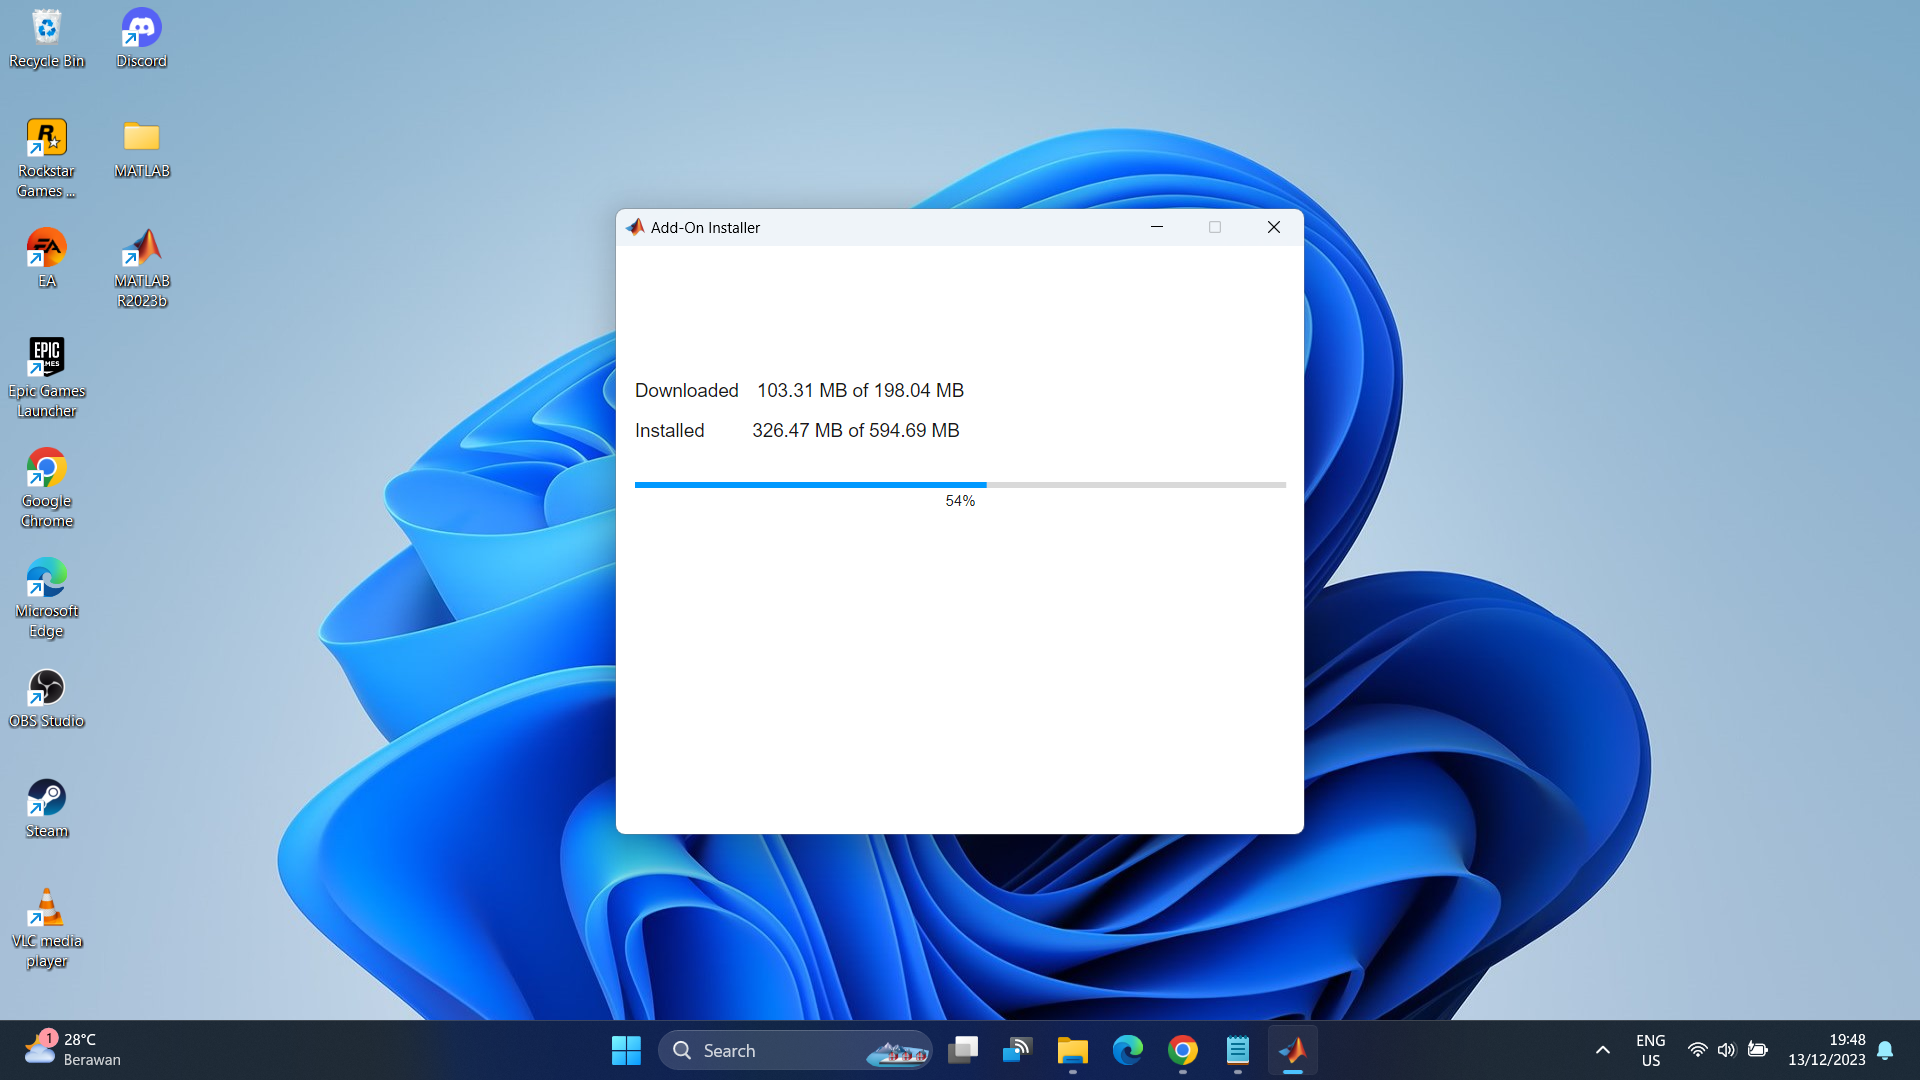 Recycle Bin
Discord
Rockstar
Games ...
MATLAB
EA
MATLAB
R2023b
EPIC
GAMES
Epic Games
Launcher
Google
Chrome
Microsoft
Edge
OBS Studio
Steam
VLC media
player
Add-On Installer
Downloaded 103.31 MB of 198.04 MB
Installed 326.47 MB of 594.69 MB
54%
1
28°C
Berawan
Search
ENG
US
19:48
13/12/2023